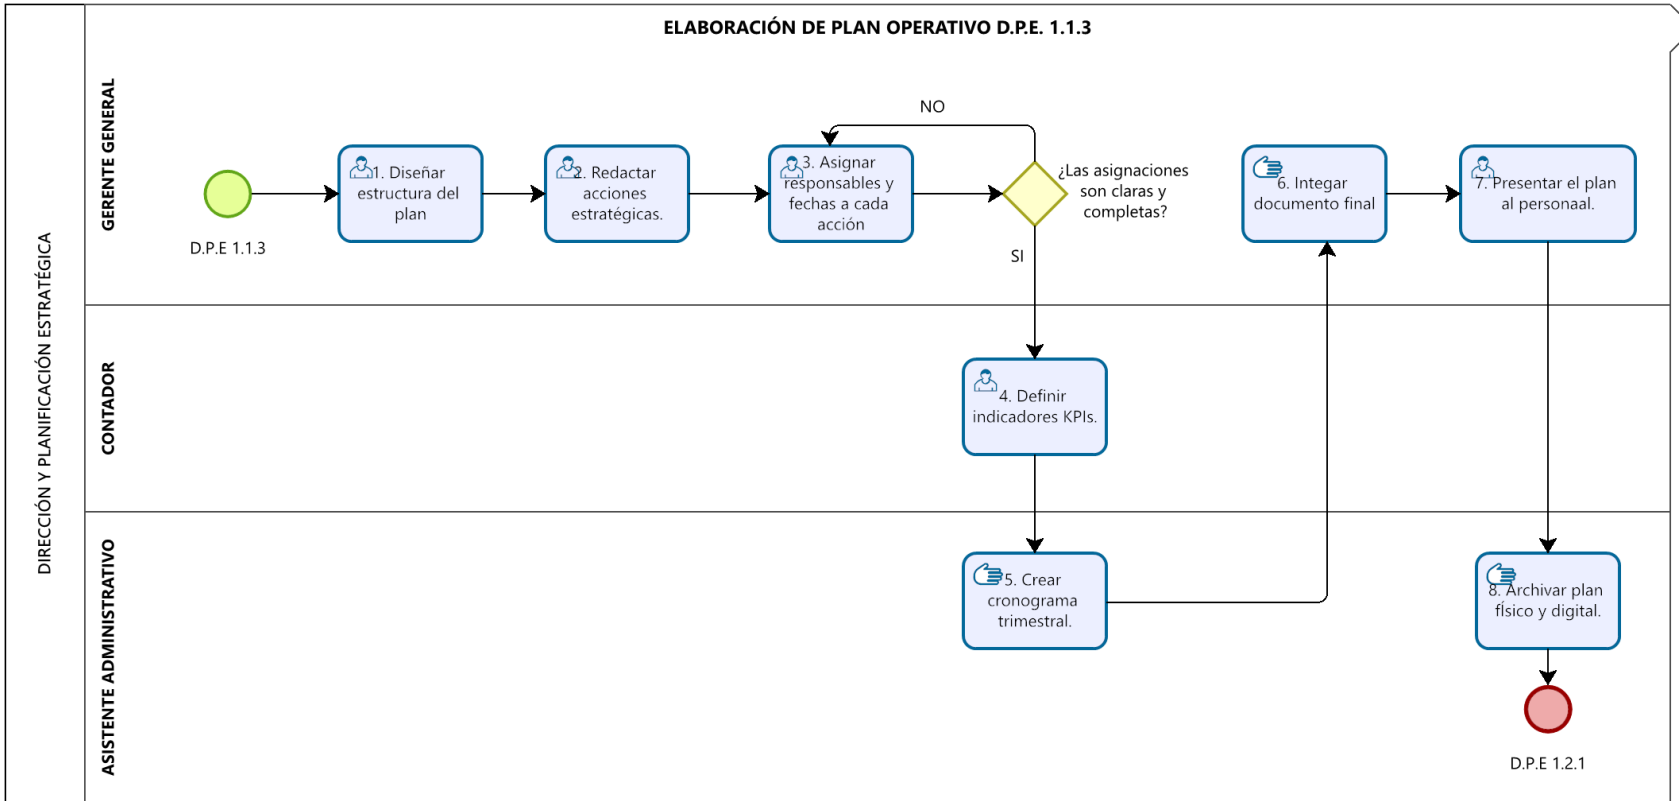 ELABORACIÓN DE PLAN OPERATIVO D.P.E. 1.1.3
DIRECCIÓN Y PLANIFICACIÓN ESTRATÉGICA
GERENTE GENERAL
D.P.E 1.1.3
1. Diseñar
estructura del
plan
2. Redactar
acciones
estratégicas.
3. Asignar
responsables y
fechas a cada
acción
NO
¿Las asignaciones
son claras y
completas?
SI
6. Integar
documento final
7. Presentar el plan
al personaal.
CONTADOR
4. Definir
indicadores KPIs.
ASISTENTE ADMINISTRATIVO
5. Crear
cronograma
trimestral.
8. Archivar plan
fÍsico y digital.
D.P.E 1.2.1